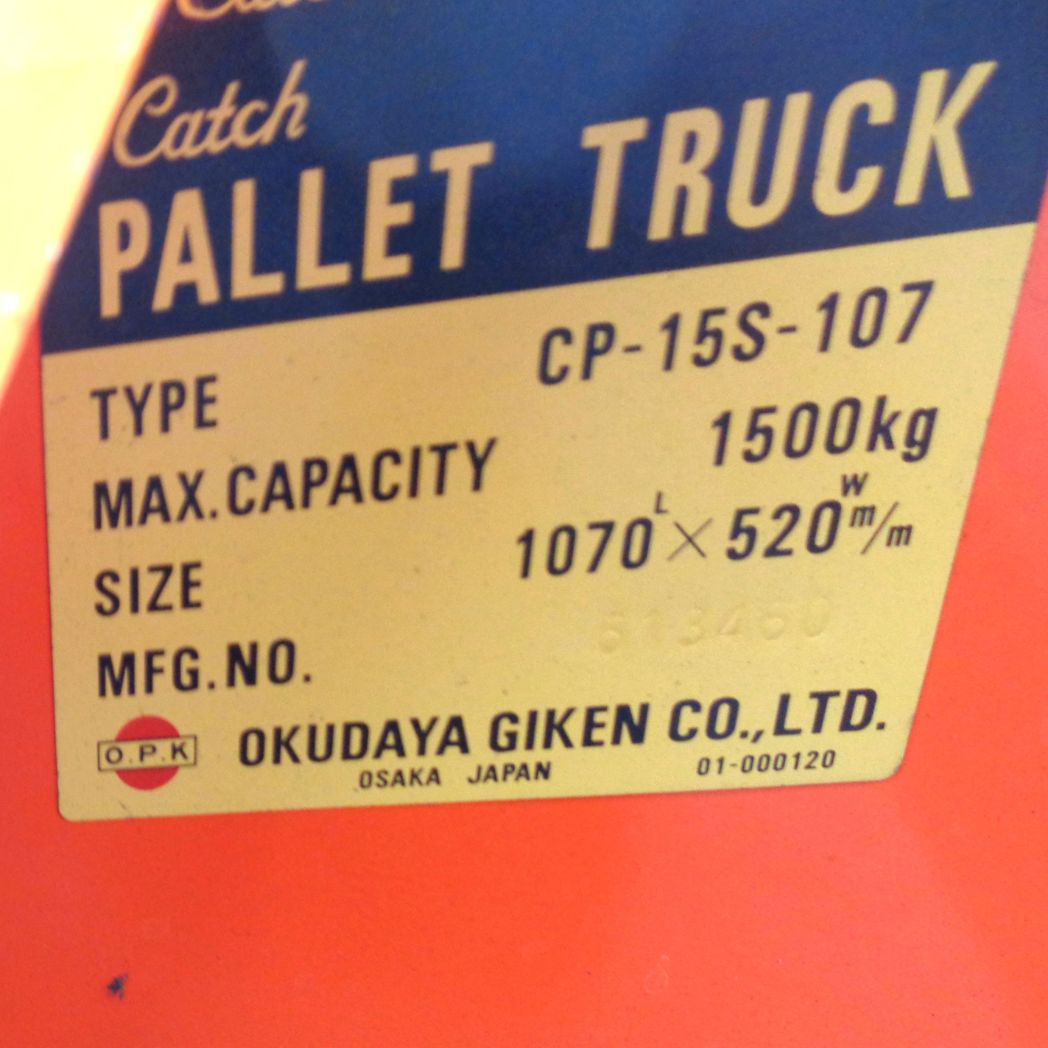 Catch
PALLET TRUCK
TYPE CP-15S-107
MAX.CAPACITY 1500kg
SIZE 1070L×520W m/m
MFG.NO.
O.P.K OKUDAYA GIKEN CO.,LTD.
OSAKA JAPAN 01-000120